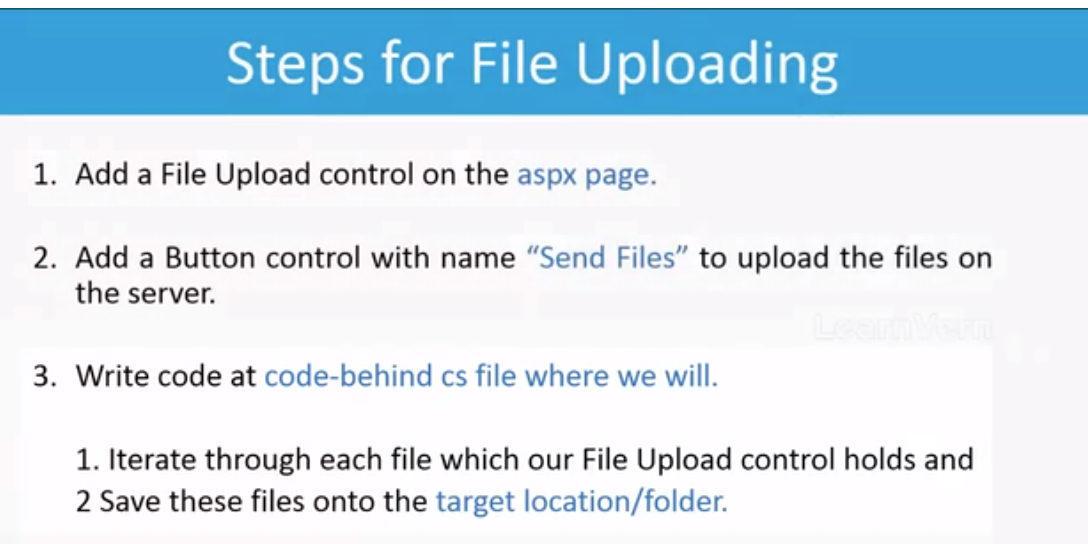 Steps for File Uploading
1. Add a File Upload control on the aspx page.
2. Add a Button control with name “Send Files” to upload the files on
the server.
LearnVern
3. Write code at code-behind cs file where we will.
1. Iterate through each file which our File Upload control holds and
2 Save these files onto the target location/folder.